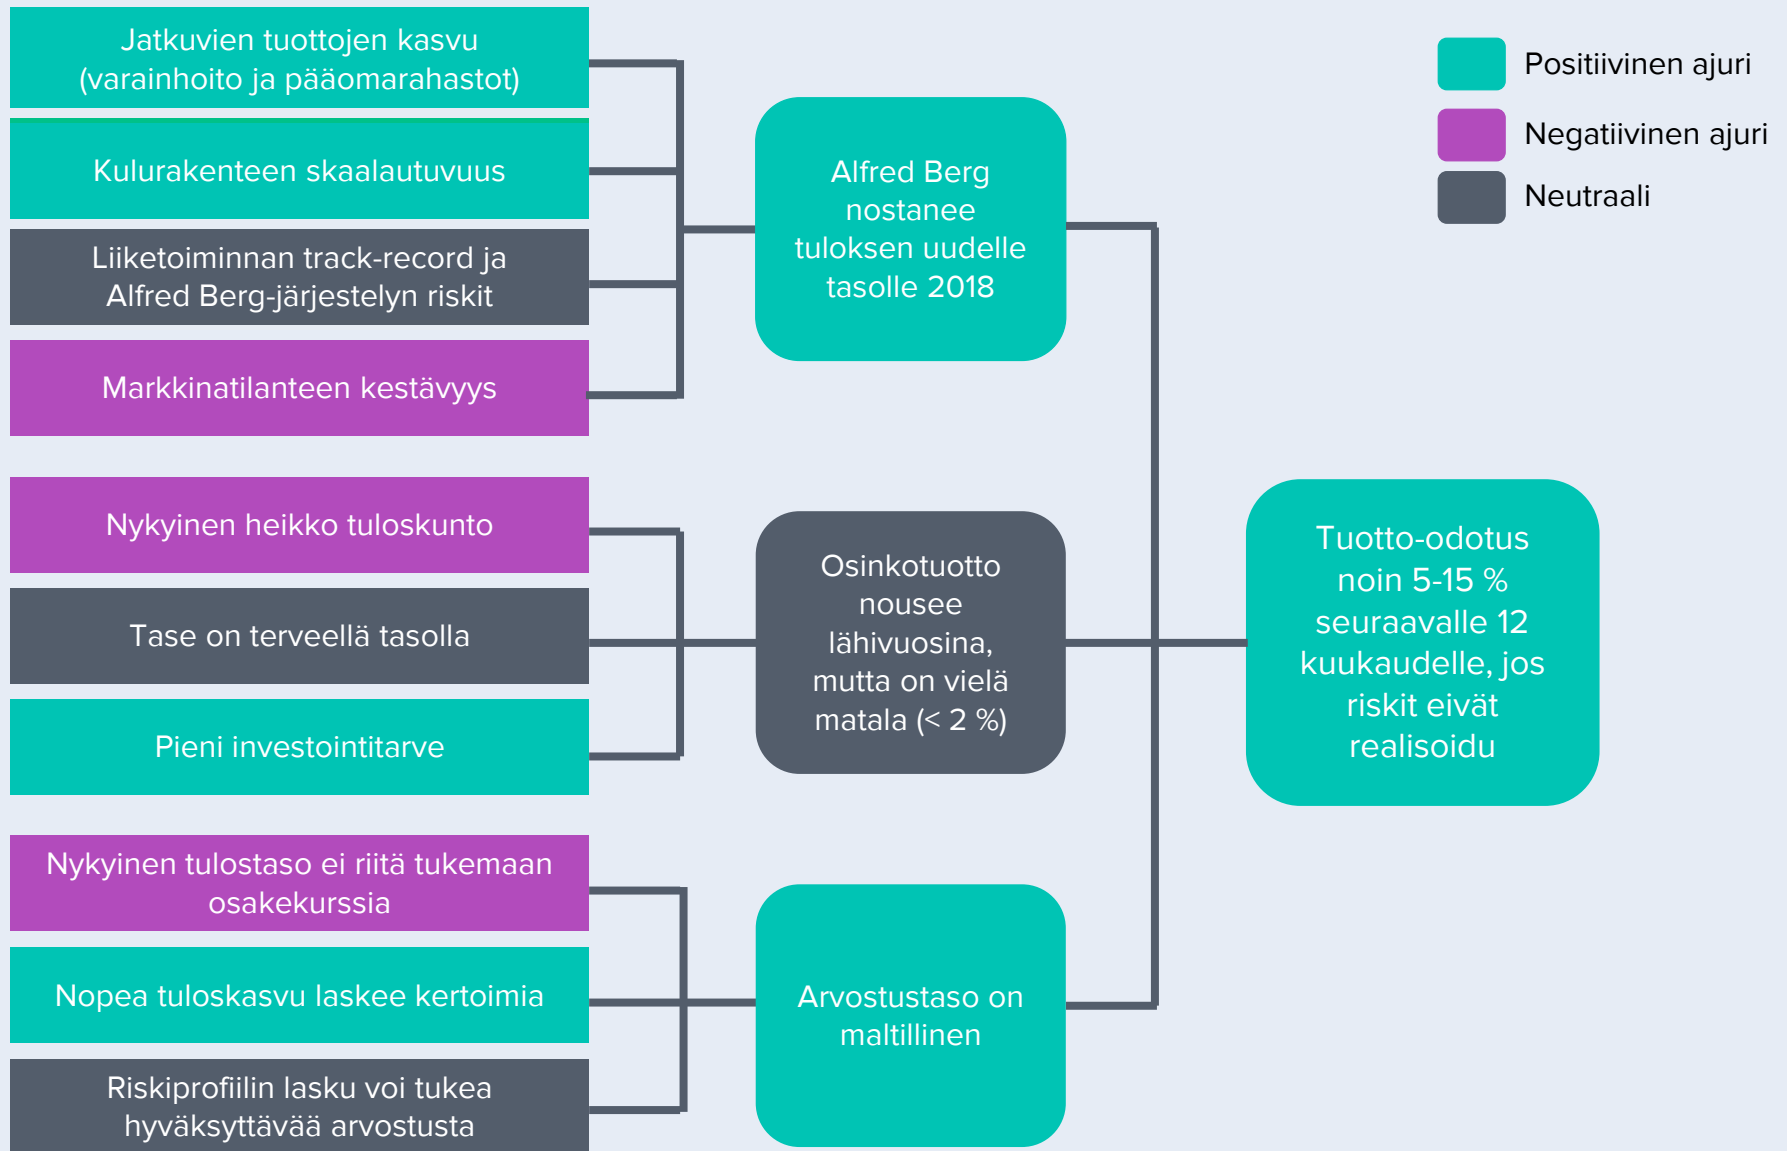 Jatkuvien tuottojen kasvu
(varainhoito ja pääomarahastot)
Kulurakenteen skaalautuvuus
Liiketoiminnan track-record ja
Alfred Berg-järjestelyn riskit
Markkinatilanteen kestävyys
Alfred Berg
nostanee
tuloksen uudelle
tasolle 2018
Positiivinen ajuri
Negatiivinen ajuri
Neutraali
Nykyinen heikko tuloskunto
Tase on terveellä tasolla
Pieni investointitarve
Osinkotuotto
nousee
lähivuosina,
mutta on vielä
matala (< 2 %)
Tuotto-odotus
noin 5-15 %
seuraavalle 12
kuukaudelle, jos
riskit eivät
realisoidu
Nykyinen tulostaso ei riitä tukemaan
osakekurssia
Nopea tuloskasvu laskee kertoimia
Riskiprofiilin lasku voi tukea
hyväksyttävää arvostusta
Arvostustaso on
maltillinen